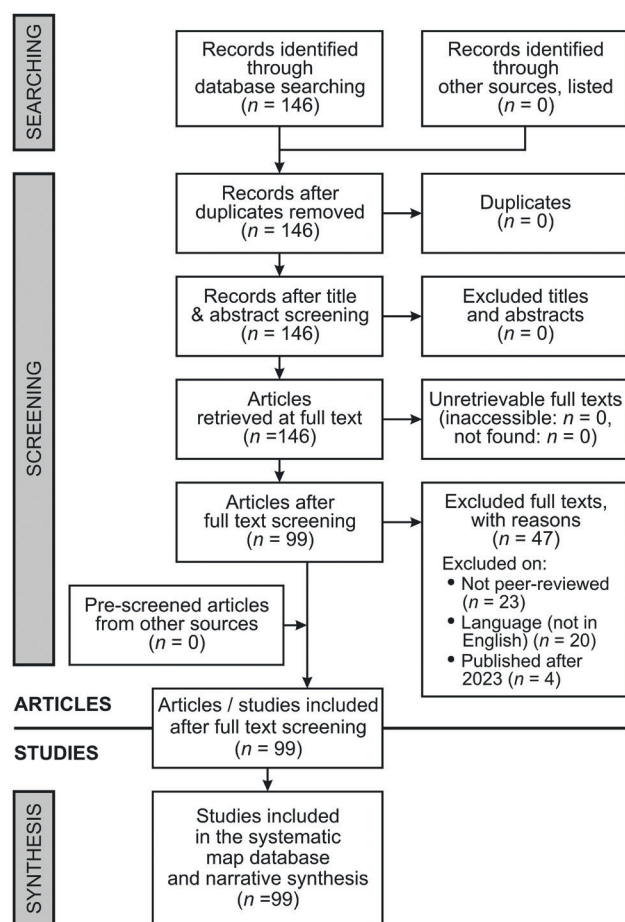 SEARCHING
Records identified
through
database searching
(n = 146)
Records identified
through
other sources, listed
(n = 0)
SCREENING
Records after
duplicates removed
(n = 146)
Duplicates
(n = 0)
Records after title
& abstract screening
(n = 146)
Excluded titles
and abstracts
(n = 0)
Articles
retrieved at full text
(n =146)
Unretrievable full texts
(inaccessible: n = 0,
not found: n = 0)
Articles after
full text screening
(n = 99)
Excluded full texts,
with reasons
(n = 47)
Excluded on:
• Not peer-reviewed
(n = 23)
• Language (not in
English) (n = 20)
• Published after
2023 (n = 4)
Pre-screened articles
from other sources
(n = 0)
ARTICLES
Articles / studies included
after full text screening
(n = 99)
STUDIES
SYNTHESIS
Studies included
in the systematic
map database
and narrative synthesis
(n =99)